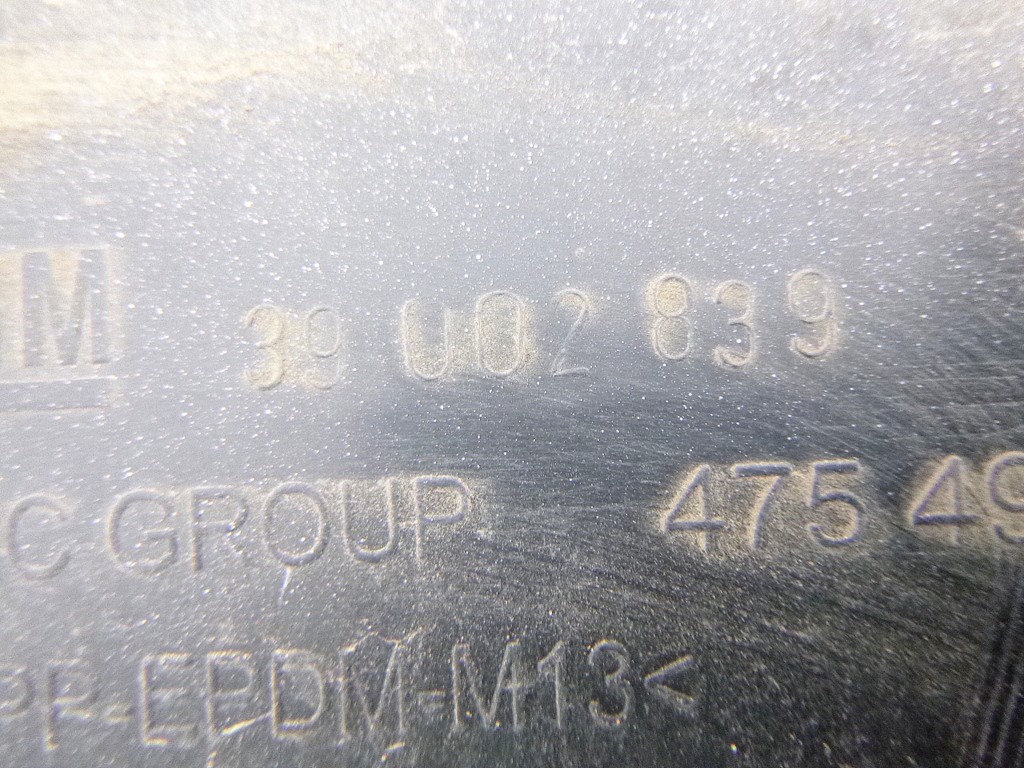 M 39 002 839
C GROUP 475 49
PP-EPDM-M13<